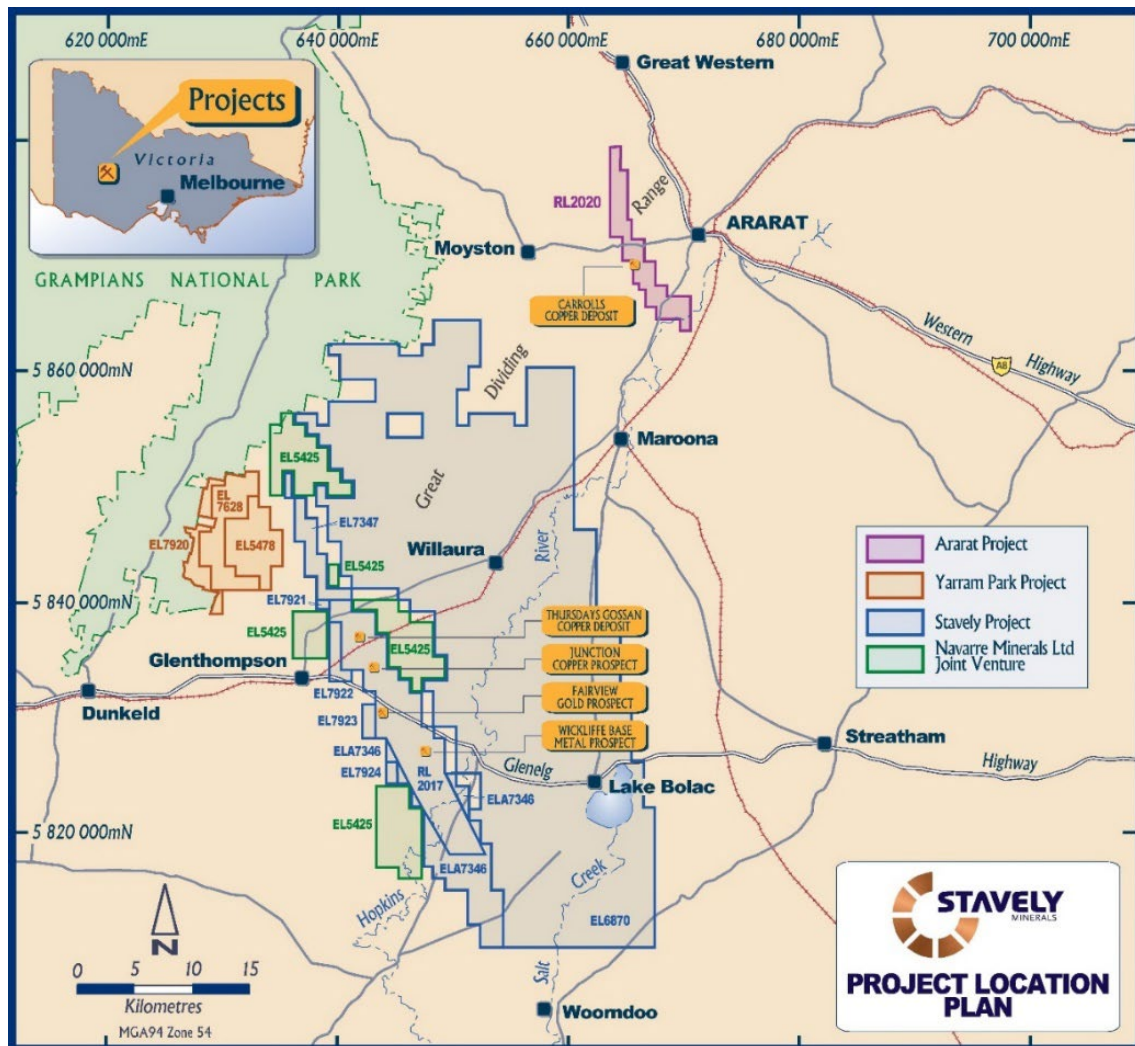 620 000mE
640 000mE
660 000mE
680 000mE
700 000mE
Projects
Victoria
Melbourne
Great Western
RL2020
Range
ARARAT
Moyston
GRAMPIANS NATIONAL PARK
CARROLLS
COPPER DEPOSIT
Western
Highway
A8
5 860 000mN
Dividing
Maroona
EL5425
Great
EL
7628
EL7347
EL7920
EL5478
Willaura
River
EL5425
Ararat Project
Yarram Park Project
Stavely Project
Navarre Minerals Ltd
Joint Venture
5 840 000mN
EL7921
EL5425
THURSDAYS GOSSAN
COPPER DEPOSIT
EL5425
JUNCTION
COPPER PROSPECT
Glenthompson
EL7922
FAIRVIEW
GOLD PROSPECT
Dunkeld
EL7923
WICKLIFFE BASE
METAL PROSPECT
Streatham
ELA7346
RL
2017
EL7924
Glenelg
Highway
Lake Bolac
ELA7346
EL5425
5 820 000mN
ELA7346
Creek
Hopkins
EL6870
N
Salt
0 5 10 15
Kilometres
MGA94 Zone 54
Woorndoo
STAVELY
MINERALS
PROJECT LOCATION
PLAN